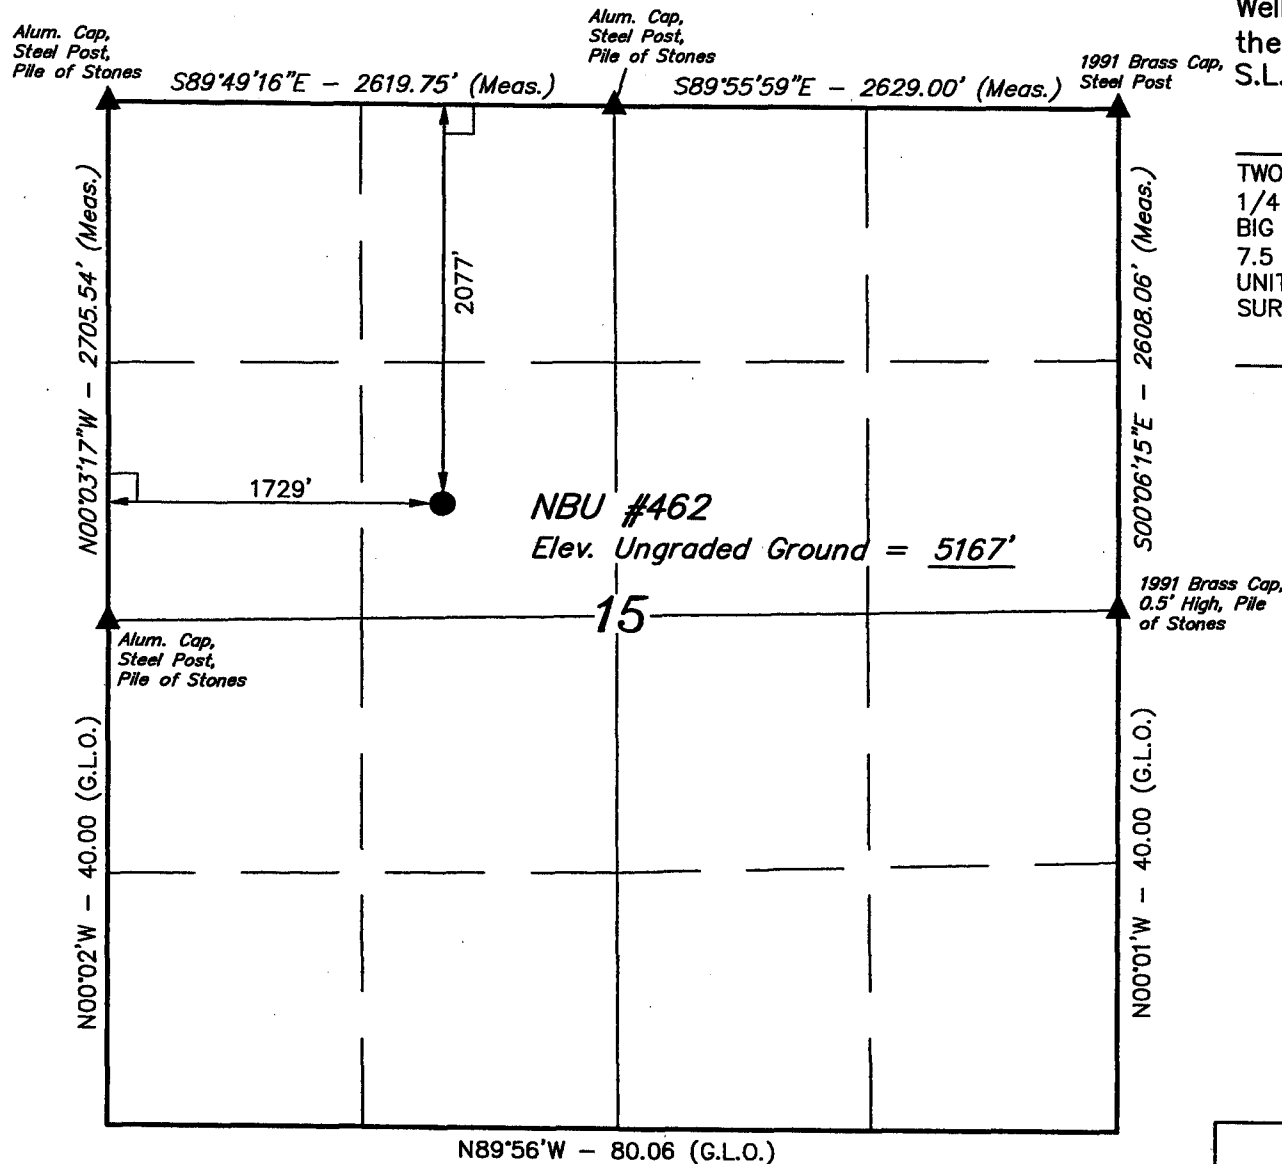 Alum. Cap,
Steel Post,
Pile of Stones
Alum. Cap,
Steel Post,
Pile of Stones
1991 Brass Cap,
Steel Post
S89°49'16"E - 2619.75' (Meas.)
S89°55'59"E - 2629.00' (Meas.)
Well
the
S.L.
TWO
1/4
BIG
7.5
UNIT
SUR
N00°03'17"W - 2705.54' (Meas.)
2077'
S00°06'15"E - 2608.06' (Meas.)
1729'
NBU #462
Elev. Ungraded Ground = 5167'
15
1991 Brass Cap,
0.5' High, Pile
of Stones
Alum. Cap,
Steel Post,
Pile of Stones
N00°02'W - 40.00 (G.L.O.)
N00°01'W - 40.00 (G.L.O.)
N89°56'W - 80.06 (G.L.O.)